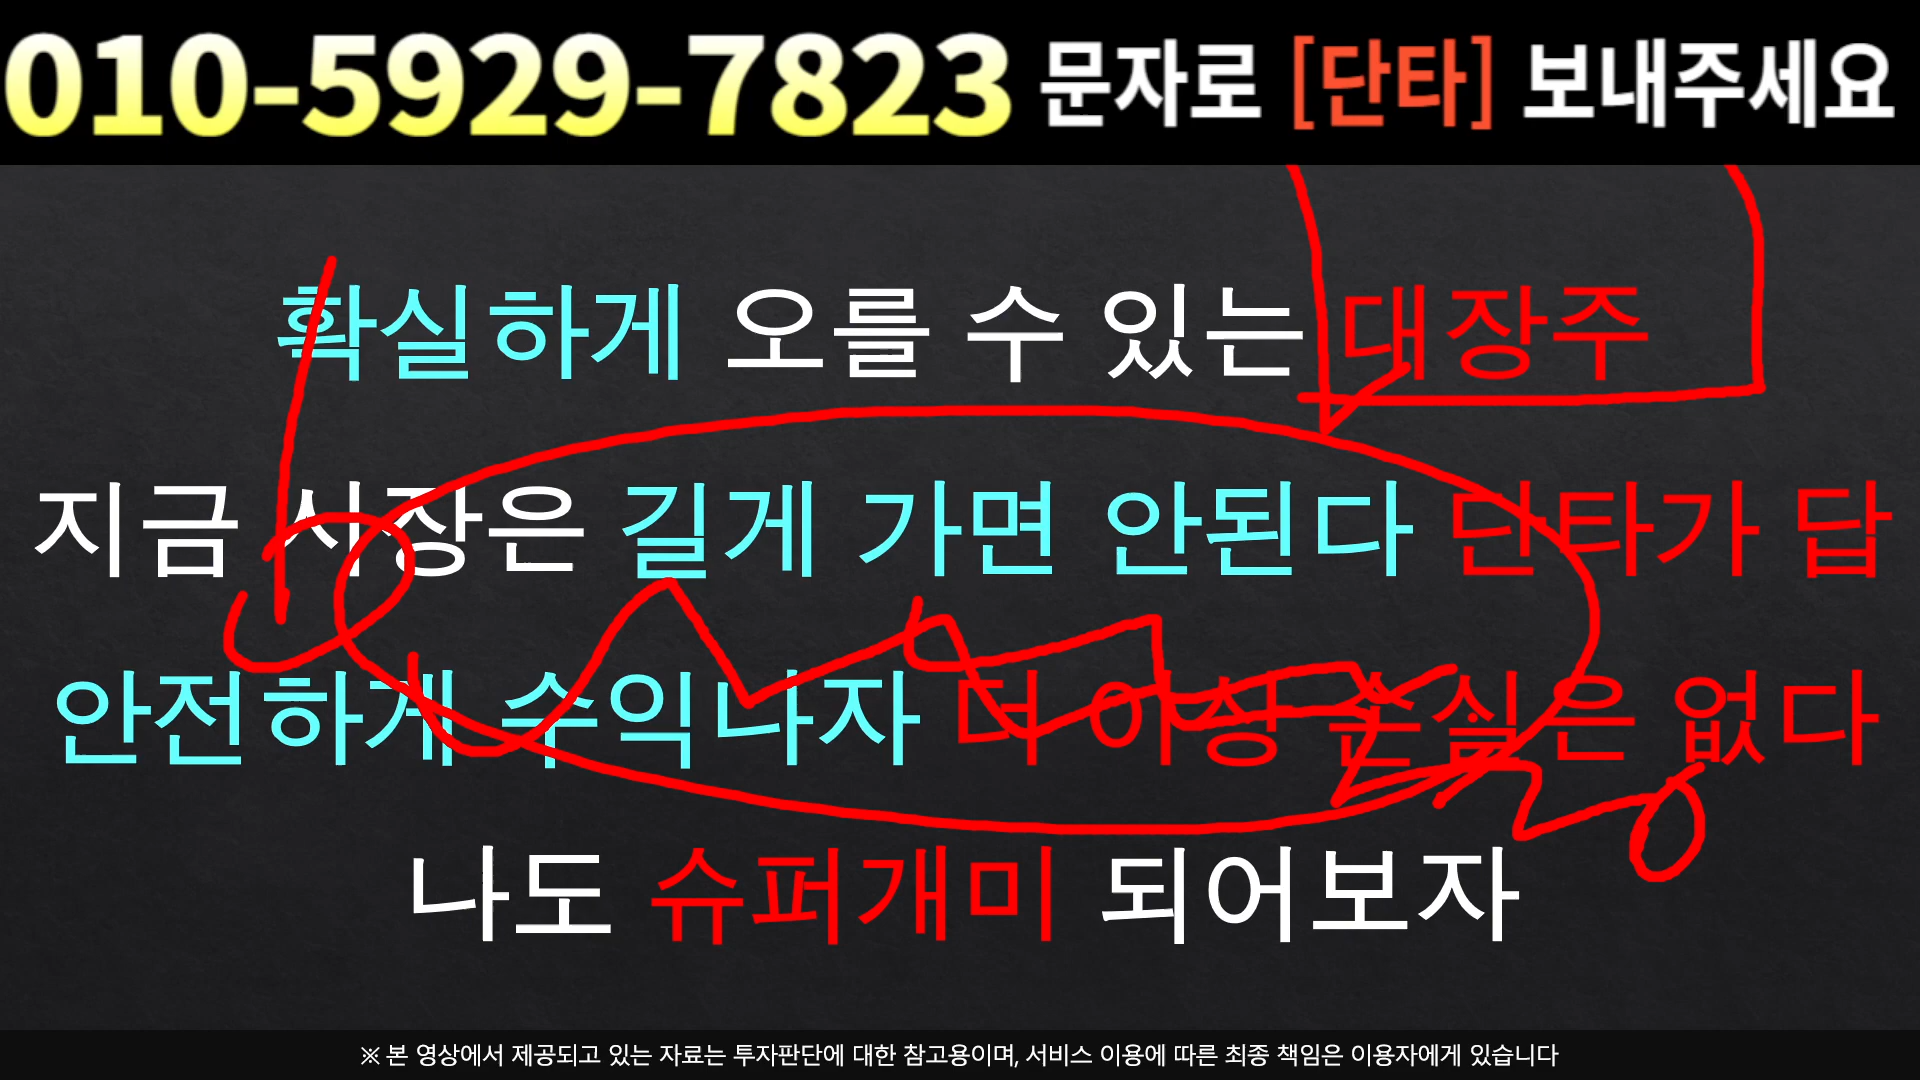 010-5929-7823 문자로 [단타] 보내주세요
확실하게 오를 수 있는 대장주
지금 시장은 길게 가면 안된다 단타가 답
안전하게 수익나자 더 이상 손실은 없다
나도 슈퍼개미 되어보자
※ 본 영상에서 제공되고 있는 자료는 투자판단에 대한 참고용이며, 서비스 이용에 따른 최종 책임은 이용자에게 있습니다